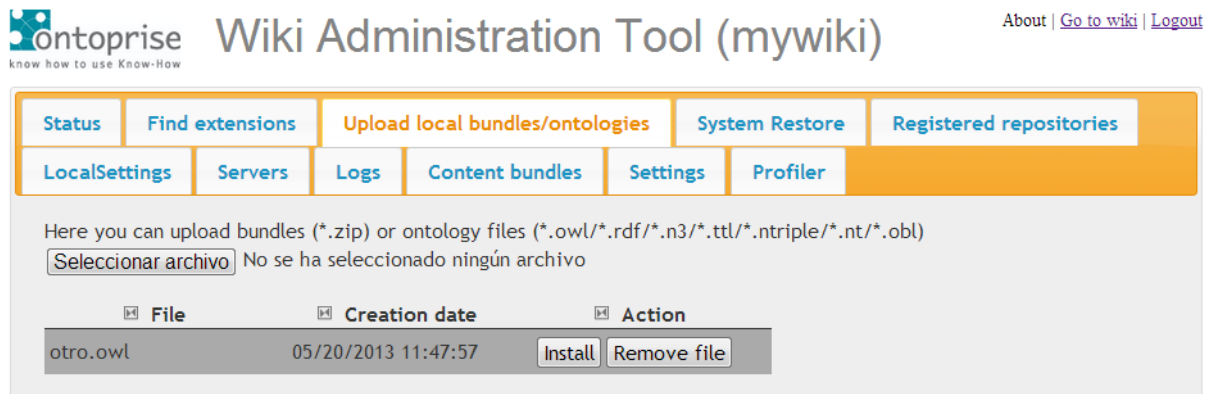 ontoprise
know how to use Know-How
Wiki Administration Tool (mywiki)
About | Go to wiki | Logout
Status Find extensions Upload local bundles/ontologies System Restore Registered repositories
LocalSettings Servers Logs Content bundles Settings Profiler
Here you can upload bundles (*.zip) or ontology files (*.owl/*.rdf/*.n3/*.ttl/*.ntriple/*.nt/*.obl)
Seleccionar archivo No se ha seleccionado ningún archivo
File Creation date Action
otro.owl 05/20/2013 11:47:57 Install Remove file